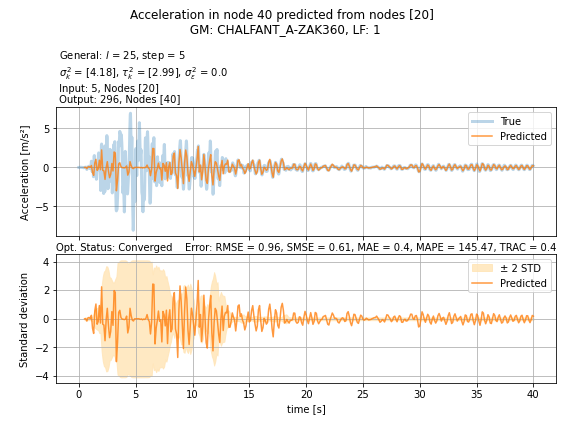 Acceleration in node 40 predicted from nodes [20]
GM: CHALFANT_A-ZAK360, LF: 1
General: l = 25, step = 5
σ²ₖ = [4.18], τ²ₖ = [2.99], σ²ε = 0.0
Input: 5, Nodes [20]
Output: 296, Nodes [40]
Acceleration [m/s²]
5
0
−5
True
Predicted
Opt. Status: Converged Error: RMSE = 0.96, SMSE = 0.61, MAE = 0.4, MAPE = 145.47, TRAC = 0.4
Standard deviation
4
2
0
−2
−4
± 2 STD
Predicted
0 5 10 15 20 25 30 35 40
time [s]